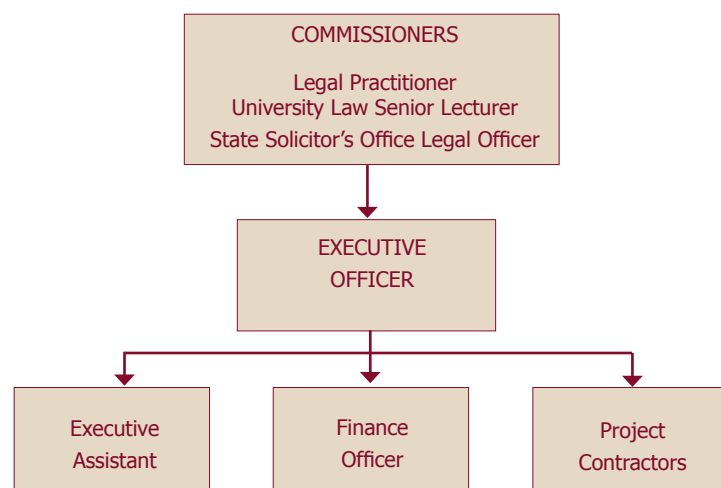 COMMISSIONERS
Legal Practitioner
University Law Senior Lecturer
State Solicitor’s Office Legal Officer
EXECUTIVE
OFFICER
Executive
Assistant
Finance
Officer
Project
Contractors